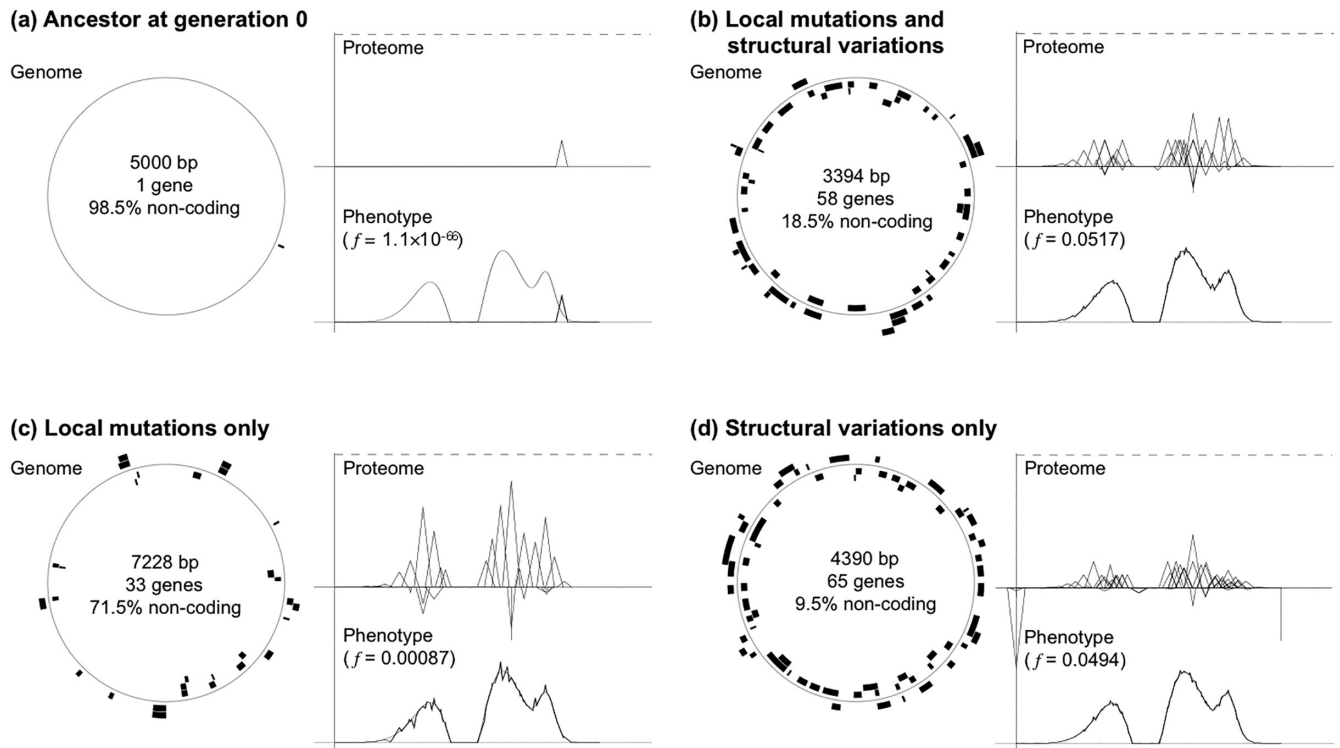 (a) Ancestor at generation 0
Genome
5000 bp
1 gene
98.5% non-coding
Proteome
Phenotype
(f = 1.1×10-66)
(b) Local mutations and
structural variations
Genome
3394 bp
58 genes
18.5% non-coding
Proteome
Phenotype
(f = 0.0517)
(c) Local mutations only
Genome
7228 bp
33 genes
71.5% non-coding
Proteome
Phenotype
(f = 0.00087)
(d) Structural variations only
Genome
4390 bp
65 genes
9.5% non-coding
Proteome
Phenotype
(f = 0.0494)